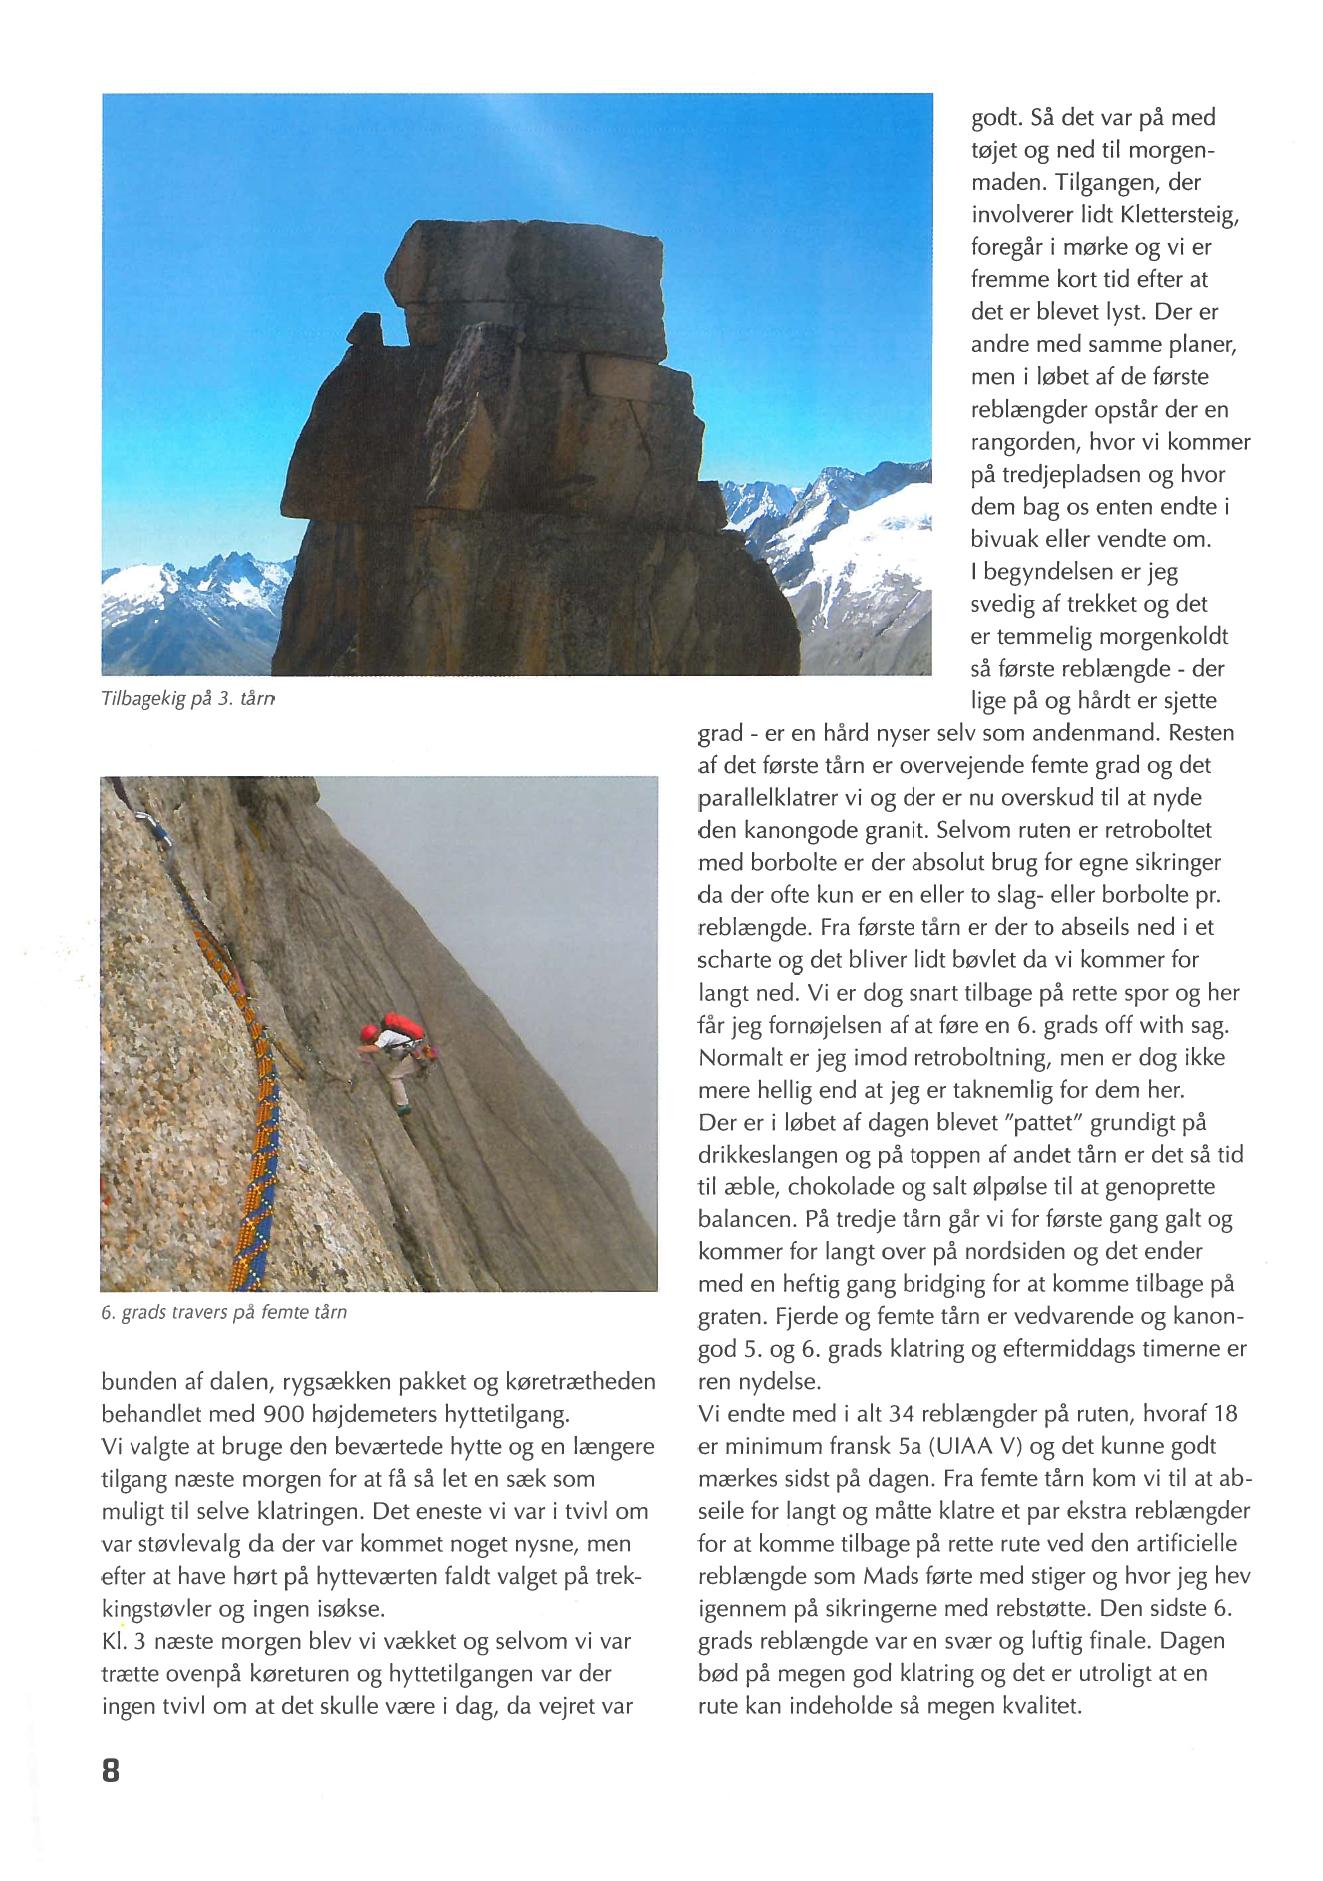 Tilbagekig på 3. tårn
6. grads travers på femte tårn
bunden af dalen, rygsækken pakket og køretrætheden
behandlet med 900 højdemeters hyttetilgang.
Vi valgte at bruge den beværtede hytte og en længere
tilgang næste morgen for at få så let en sæk som
muligt til selve klatringen. Det eneste vi var i tvivl om
var støvlevalg da der var kommet noget nysne, men
efter at have hørt på hytteværten faldt valget på trek-
kingstøvler og ingen isøkse.
Kl. 3 næste morgen blev vi vækket og selvom vi var
trætte ovenpå køreturen og hyttetilgangen var der
ingen tvivl om at det skulle være i dag, da vejret var
godt. Så det var på med
tøjet og ned til morgen-
maden. Tilgangen, der
involverer lidt Klettersteig,
foregår i mørke og vi er
fremme kort tid efter at
det er blevet lyst. Der er
andre med samme planer,
men i løbet af de første
reblængder opstår der en
rangorden, hvor vi kommer
på tredjepladsen og hvor
dem bag os enten endte i
bivuak eller vendte om.
I begyndelsen er jeg
svedig af trekket og det
er temmelig morgenkoldt
så første reblængde - der
lige på og hårdt er sjette
grad - er en hård nyser selv som andenmand. Resten
af det første tårn er overvejende femte grad og det
parallelklatrer vi og der er nu overskud til at nyde
den kanongode granit. Selvom ruten er retroboltet
med borbolte er der absolut brug for egne sikringer
da der ofte kun er en eller to slag- eller borbolte pr.
reblængde. Fra første tårn er der to abseils ned i et
scharte og det bliver lidt bøvlet da vi kommer for
langt ned. Vi er dog snart tilbage på rette spor og her
får jeg fornøjelsen af at føre en 6. grads off with sag.
Normalt er jeg imod retroboltning, men er dog ikke
mere hellig end at jeg er taknemlig for dem her.
Der er i løbet af dagen blevet "pattet" grundigt på
drikkeslangen og på toppen af andet tårn er det så tid
til æble, chokolade og salt ølpølse til at genoprette
balancen. På tredje tårn går vi for første gang galt og
kommer for langt over på nordsiden og det ender
med en heftig gang bridging for at komme tilbage på
graten. Fjerde og femte tårn er vedvarende og kanon-
god 5. og 6. grads klatring og eftermiddags timerne er
ren nydelse.
Vi endte med i alt 34 reblængder på ruten, hvoraf 18
er minimum fransk 5a (UIAA V) og det kunne godt
mærkes sidst på dagen. Fra femte tårn kom vi til at ab-
seile for langt og måtte klatre et par ekstra reblængder
for at komme tilbage på rette rute ved den artificielle
reblængde som Mads førte med stiger og hvor jeg hev
igennem på sikringerne med rebstøtte. Den sidste 6.
grads reblængde var en svær og luftig finale. Dagen
bød på megen god klatring og det er utroligt at en
rute kan indeholde så megen kvalitet.
8